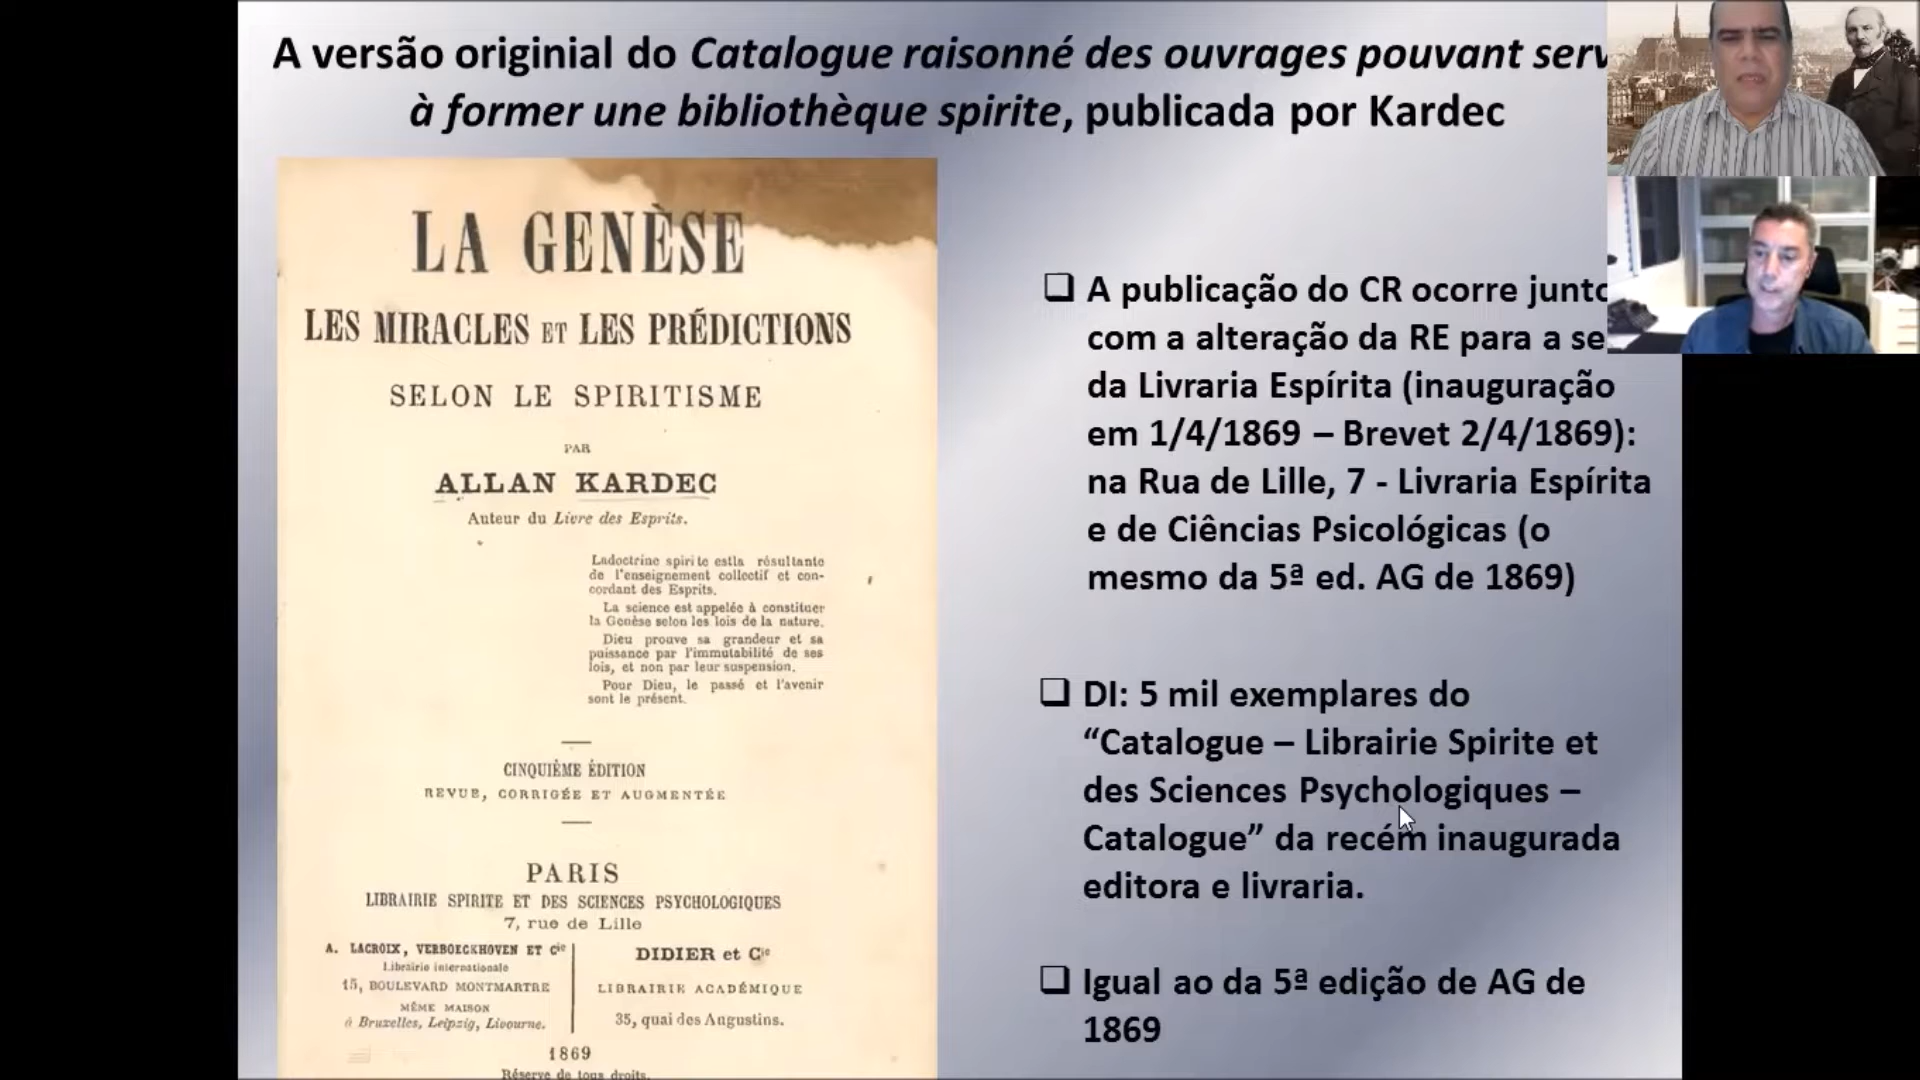 A versão originial do Catalogue raisonné des ouvrages pouvant serv
à former une bibliothèque spirite, publicada por Kardec
LA GENÈSE
LES MIRACLES ET LES PRÉDICTIONS
SELON LE SPIRITISME
PAR
ALLAN KARDEC
Auteur du Livre des Esprits.
Ladoctrine spirite estla résultante
de l'enseignement collectif et con-
cordant des Esprits.
La science est appelée à constituer
la Genèse selon les lois de la nature.
Dieu prouve sa grandeur et sa
puissance par l'immutabilité de ses
lois, et non par leur suspension.
Pour Dieu, le passé et l'avenir
sont le présent.
CINQUIÈME ÉDITION
REVUE, CORRIGÉE ET AUGMENTÉE
PARIS
LIBRAIRIE SPIRITE ET DES SCIENCES PSYCHOLOGIQUES
7, rue de Lille
A. LACROIX, VERBOECKHOVEN ET Cie
Librairie internationale
15, BOULEVARD MONTMARTRE
MÊME MAISON
à Bruxelles, Leipzig, Livourne.
DIDIER et Cie
LIBRAIRIE ACADÉMIQUE
35, quai des Augustins.
1869
Réserve de tous droits.
❑ A publicação do CR ocorre junto
com a alteração da RE para a se
da Livraria Espírita (inauguração
em 1/4/1869 – Brevet 2/4/1869):
na Rua de Lille, 7 - Livraria Espírita
e de Ciências Psicológicas (o
mesmo da 5ª ed. AG de 1869)
❑ DI: 5 mil exemplares do
“Catalogue – Librairie Spirite et
des Sciences Psychologiques –
Catalogue” da recém inaugurada
editora e livraria.
❑ Igual ao da 5ª edição de AG de
1869